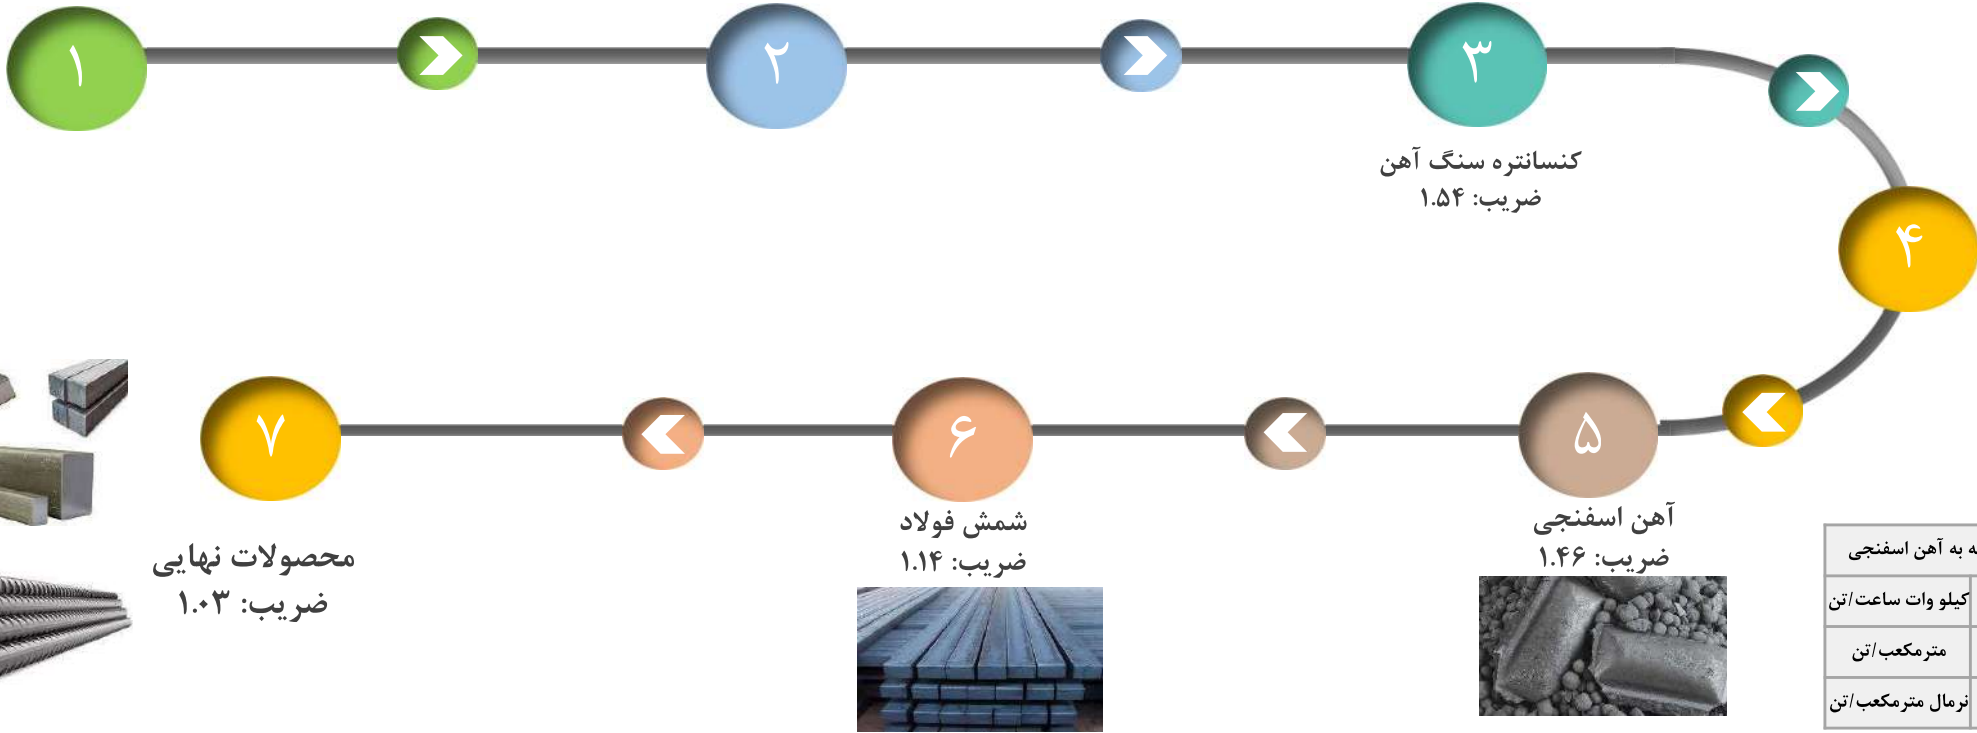 ۱
۲
۳
کنسانتره سنگ آهن
ضریب: ۱.۵۴
۴
۵
آهن اسفنجی
ضریب: ۱.۴۶
۶
شمش فولاد
ضریب: ۱.۱۴
۷
محصولات نهایی
ضریب: ۱.۰۳
به آهن اسفنجی
کیلو وات ساعت/تن
مترمکعب/تن
نرمال مترمکعب/تن